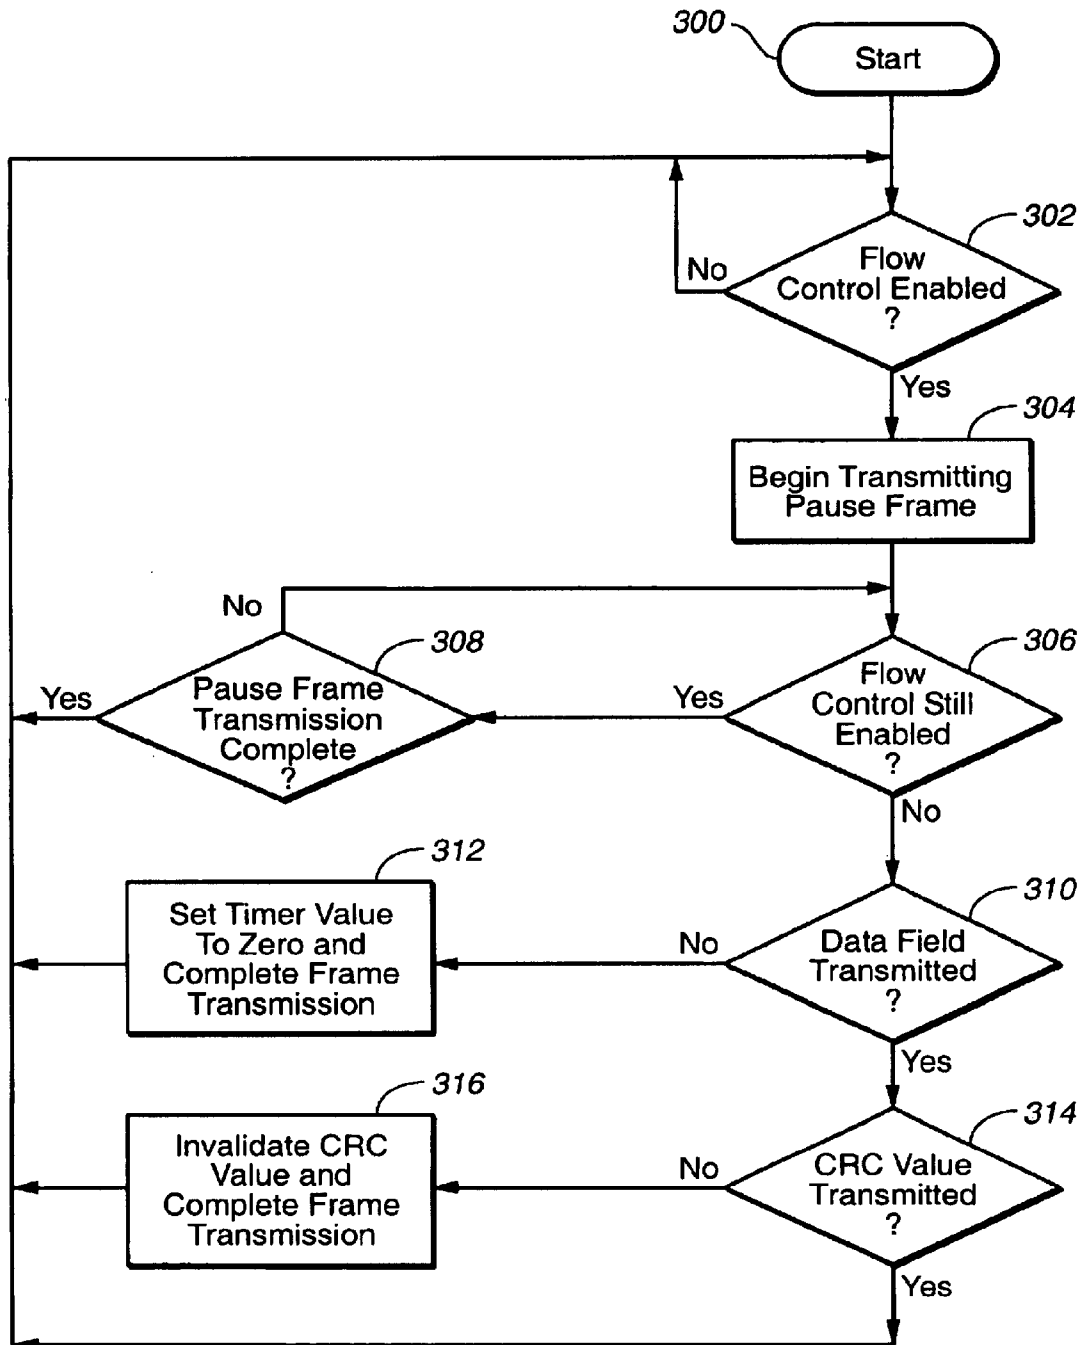 300
Start
302
Flow
Control Enabled
?
No
Yes
304
Begin Transmitting
Pause Frame
No
308
Pause Frame
Transmission
Complete
?
Yes
306
Flow
Control Still
Enabled
?
Yes
No
312
Set Timer Value
To Zero and
Complete Frame
Transmission
310
Data Field
Transmitted
?
No
Yes
316
Invalidate CRC
Value and
Complete Frame
Transmission
314
CRC Value
Transmitted
?
No
Yes